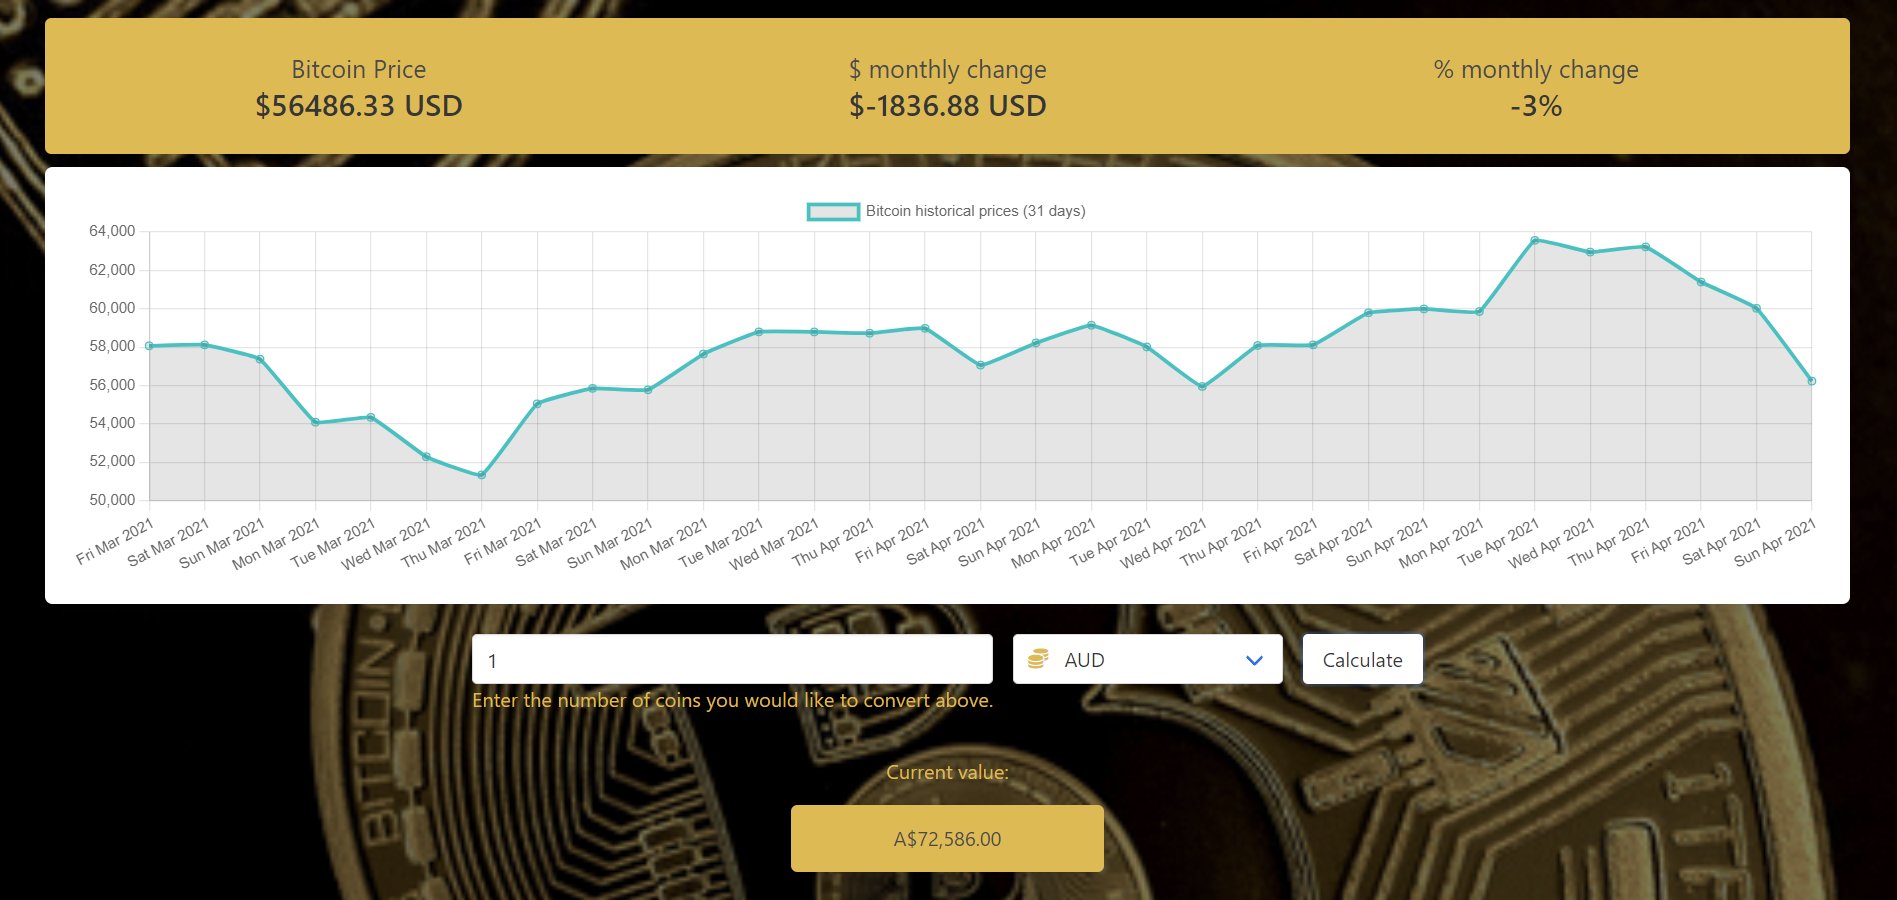 Bitcoin Price
$56486.33 USD
$ monthly change
$-1836.88 USD
% monthly change
-3%
Bitcoin historical prices (31 days)
64,000
62,000
60,000
58,000
56,000
54,000
52,000
50,000
Fri Mar 2021
Sat Mar 2021
Sun Mar 2021
Mon Mar 2021
Tue Mar 2021
Wed Mar 2021
Thu Mar 2021
Fri Mar 2021
Sat Mar 2021
Sun Mar 2021
Mon Mar 2021
Tue Mar 2021
Wed Mar 2021
Thu Apr 2021
Fri Apr 2021
Sat Apr 2021
Sun Apr 2021
Mon Apr 2021
Tue Apr 2021
Wed Apr 2021
Thu Apr 2021
Fri Apr 2021
Sat Apr 2021
Sun Apr 2021
Mon Apr 2021
Tue Apr 2021
Wed Apr 2021
Thu Apr 2021
Fri Apr 2021
Sat Apr 2021
Sun Apr 2021
1
AUD
Calculate
Enter the number of coins you would like to convert above.
Current value:
A$72,586.00
BITCOIN